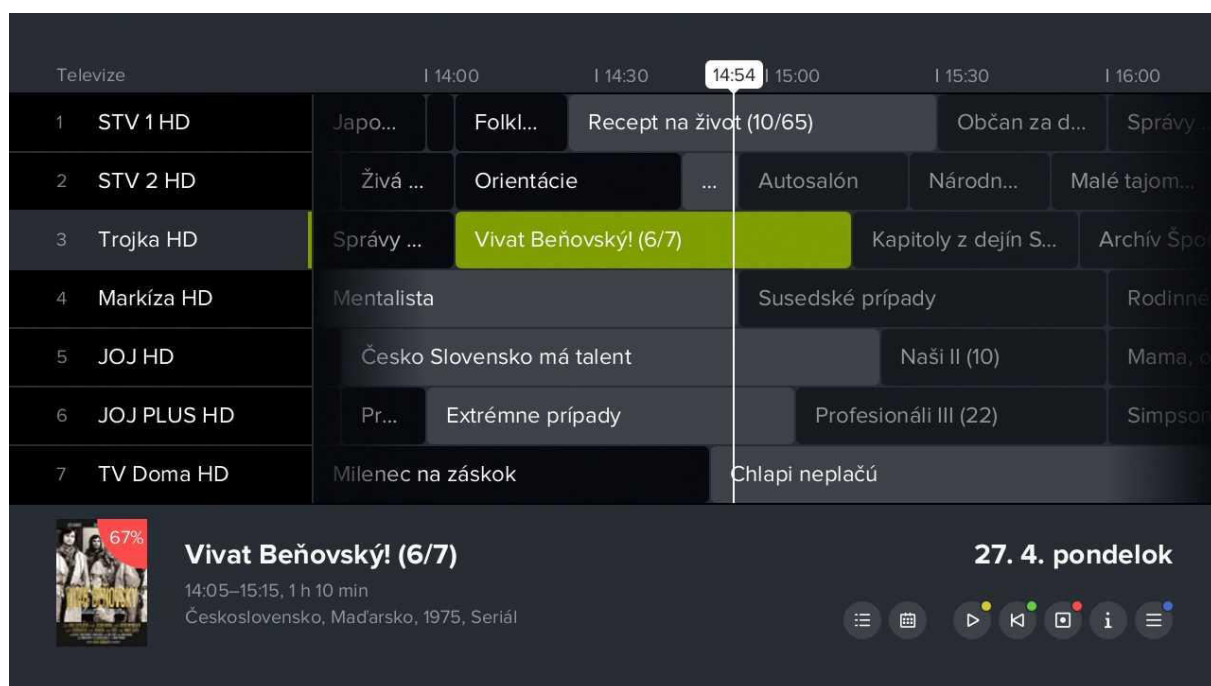 Televize 14:00 14:30 14:54 15:00 15:30 16:00
1 STV 1 HD Japo... Folkl... Recept na život (10/65) Občan za d... Správy
2 STV 2 HD Živá ... Orientácie ... Autosalón Národn... Malé tajom...
3 Trojka HD Správy ... Vivat Beňovský! (6/7) Kapitoly z dejín S... Archív Špo
4 Markíza HD Mentalista Susedské prípady Rodinné
5 JOJ HD Česko Slovensko má talent Naši II (10) Mama,
6 JOJ PLUS HD Pr... Extrémne prípady Profesionáli III (22) Simpson
7 TV Doma HD Milenec na záskok Chlapi neplačú
67%
Vivat Beňovský! (6/7) 27. 4. pondelok
14:05–15:15, 1 h 10 min
Československo, Maďarsko, 1975, Seriál